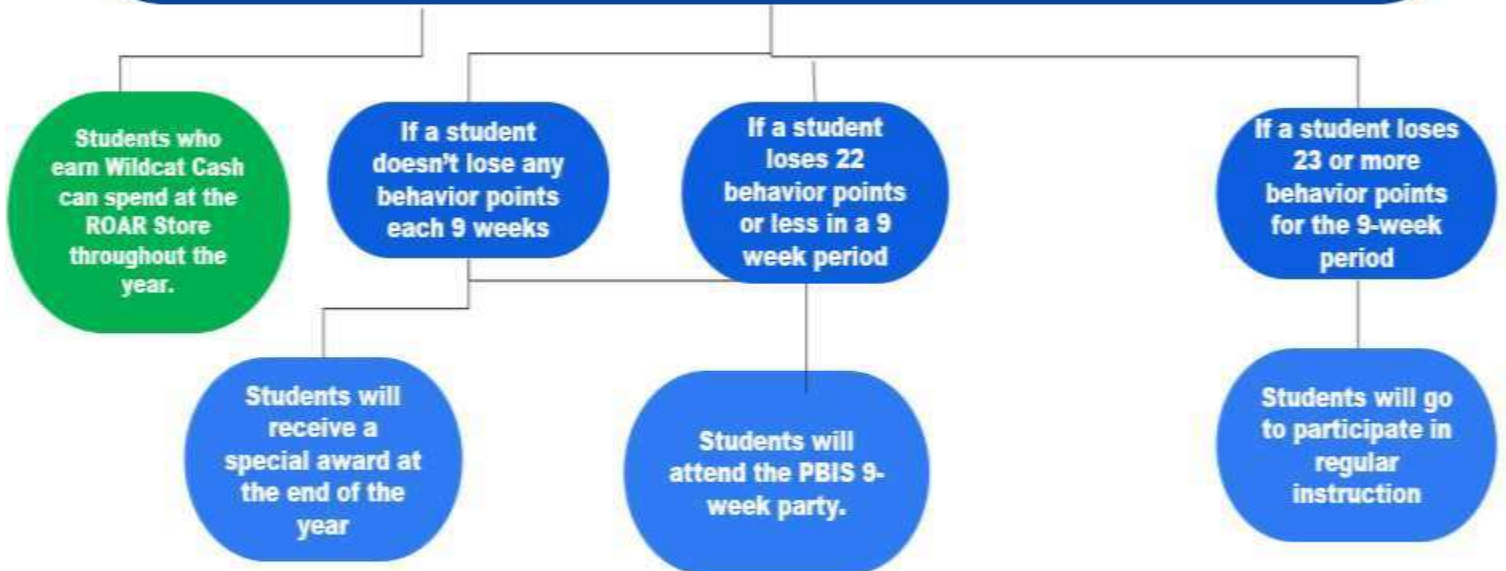 Students who
earn Wildcat Cash
can spend at the
ROAR Store
throughout the
year.
If a student
doesn't lose any
behavior points
each 9 weeks
If a student
loses 22
behavior points
or less in a 9
week period
If a student loses
23 or more
behavior points
for the 9-week
period
Students will
receive a
special award at
the end of the
year
Students will
attend the PBIS 9-
week party.
Students will go
to participate in
regular
instruction